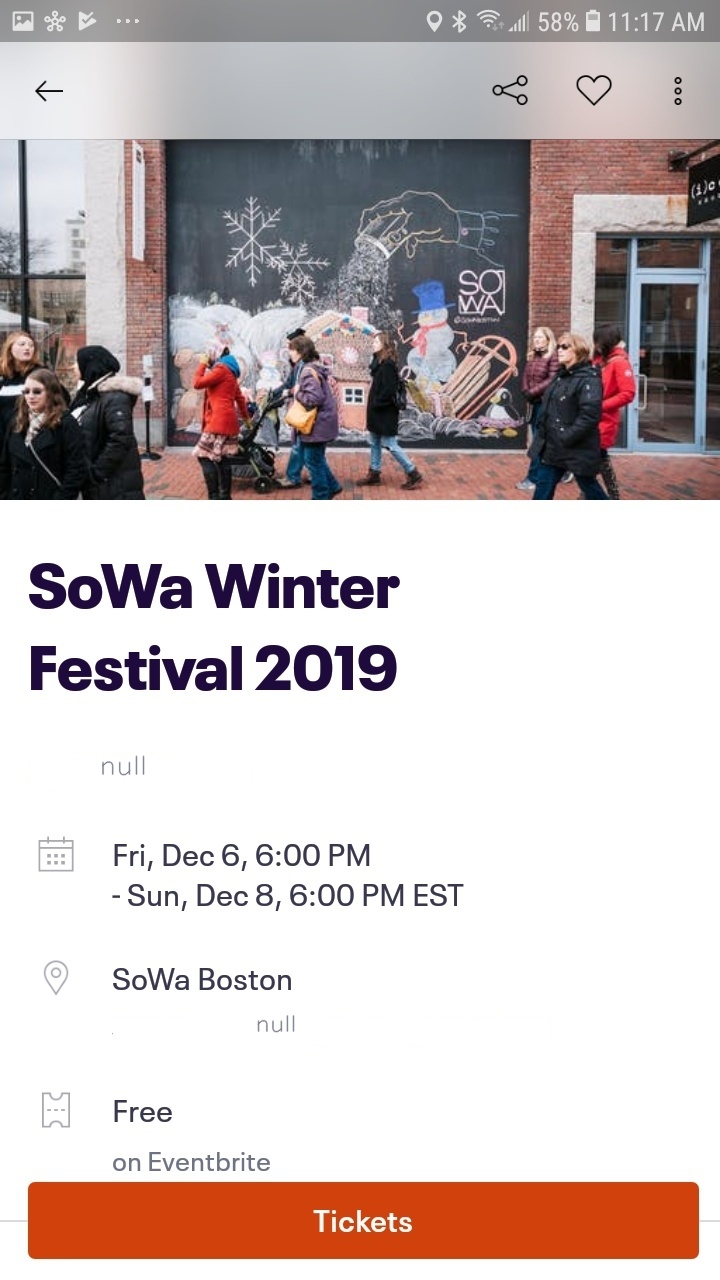 58% 11:17 AM
SO
WA
SoWa Winter
Festival 2019
null
Fri, Dec 6, 6:00 PM
- Sun, Dec 8, 6:00 PM EST
SoWa Boston
null
Free
on Eventbrite
Tickets